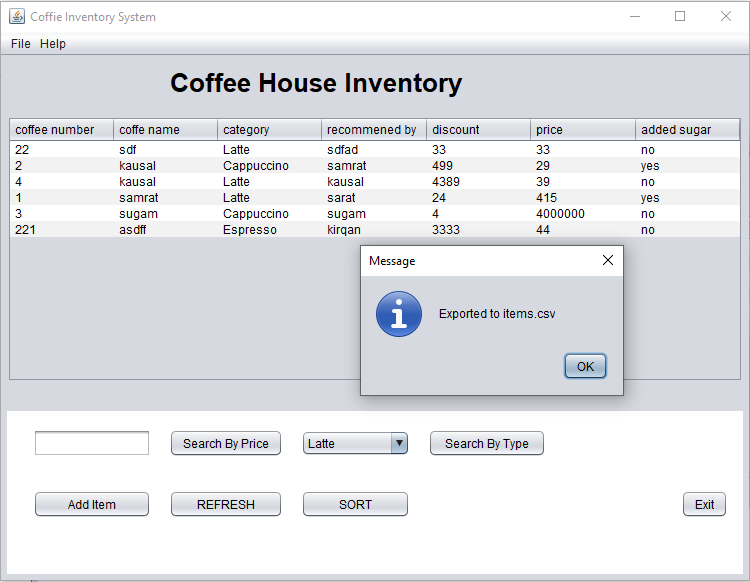 Coffie Inventory System
File Help
Coffee House Inventory
coffee number coffe name category recommened by discount price added sugar
22 sdf Latte sdfad 33 33 no
2 kausal Cappuccino samrat 499 29 yes
4 kausal Latte kausal 4389 39 no
1 samrat Latte sarat 24 415 yes
3 sugam Cappuccino sugam 4 4000000 no
221 asdff Espresso kirqan 3333 44 no
Message
Exported to items.csv
OK
Search By Price Latte Search By Type
Add Item REFRESH SORT Exit